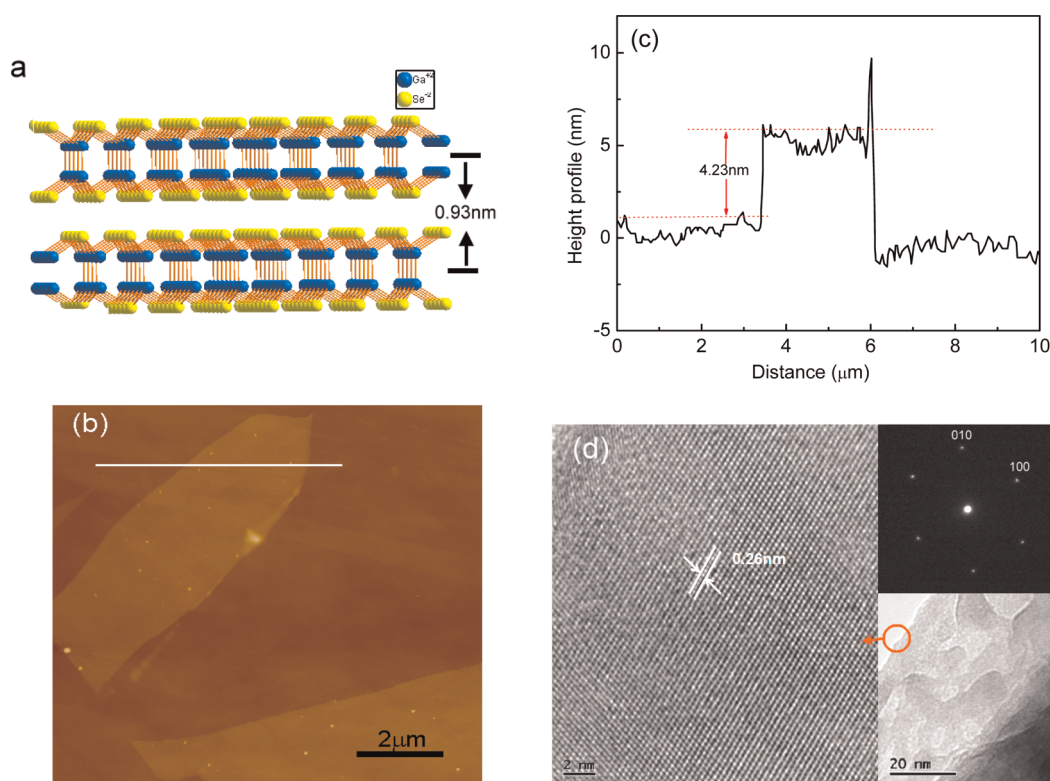 a
Ga+2
Se-2
0.93nm
(b)
2μm
(c)
Height profile (nm)
10
5
0
-5
4.23nm
0
2
4
6
8
10
Distance (μm)
(d)
0.26nm
2 nm
010
100
20 nm